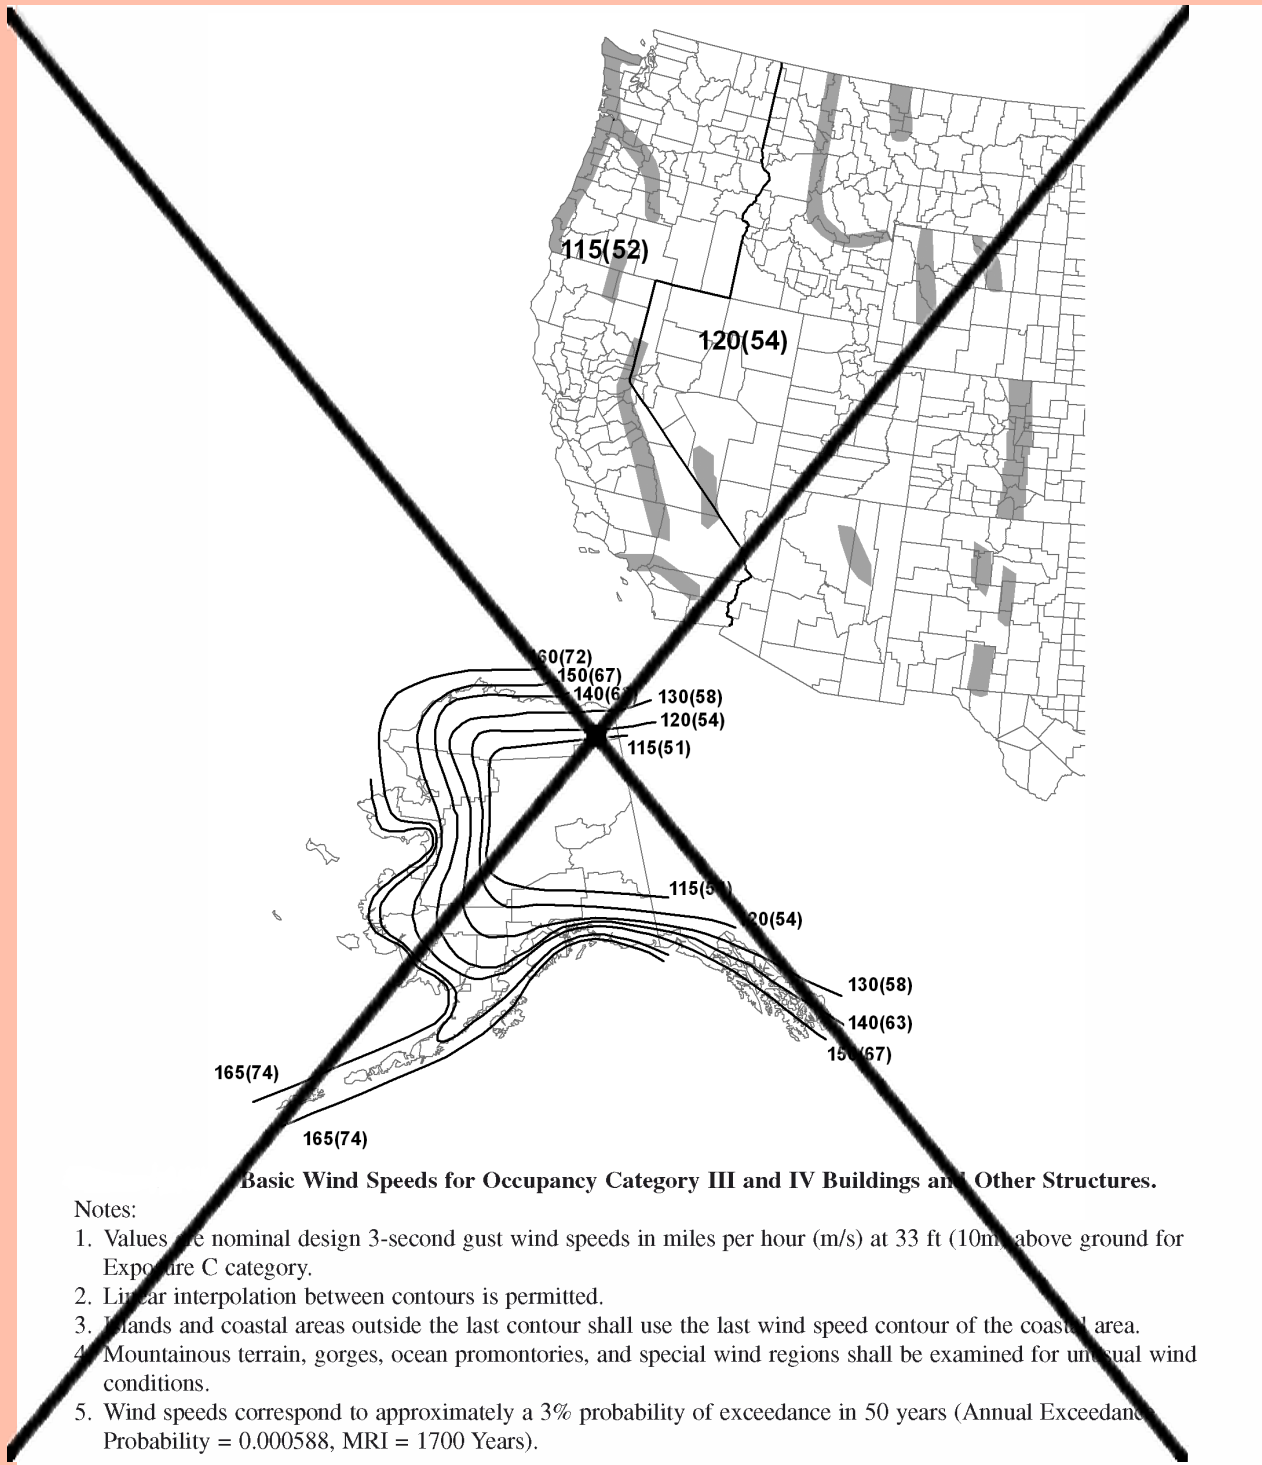 115(52)
120(54)
60(72)
150(67)
130(58)
120(54)
115(51)
20(54)
130(58)
140(63)
165(74)
165(74)
Basic Wind Speeds for Occupancy Category III and IV Buildings and Other Structures.
Notes:
1. Values are nominal design 3-second gust wind speeds in miles per hour (m/s) at 33 ft (10m) above ground for
Exposure C category.
2. Linear interpolation between contours is permitted.
3. Islands and coastal areas outside the last contour shall use the last wind speed contour of the coastal area.
4. Mountainous terrain, gorges, ocean promontories, and special wind regions shall be examined for unusual wind
conditions.
5. Wind speeds correspond to approximately a 3% probability of exceedance in 50 years (Annual Exceedance
Probability = 0.000588, MRI = 1700 Years).